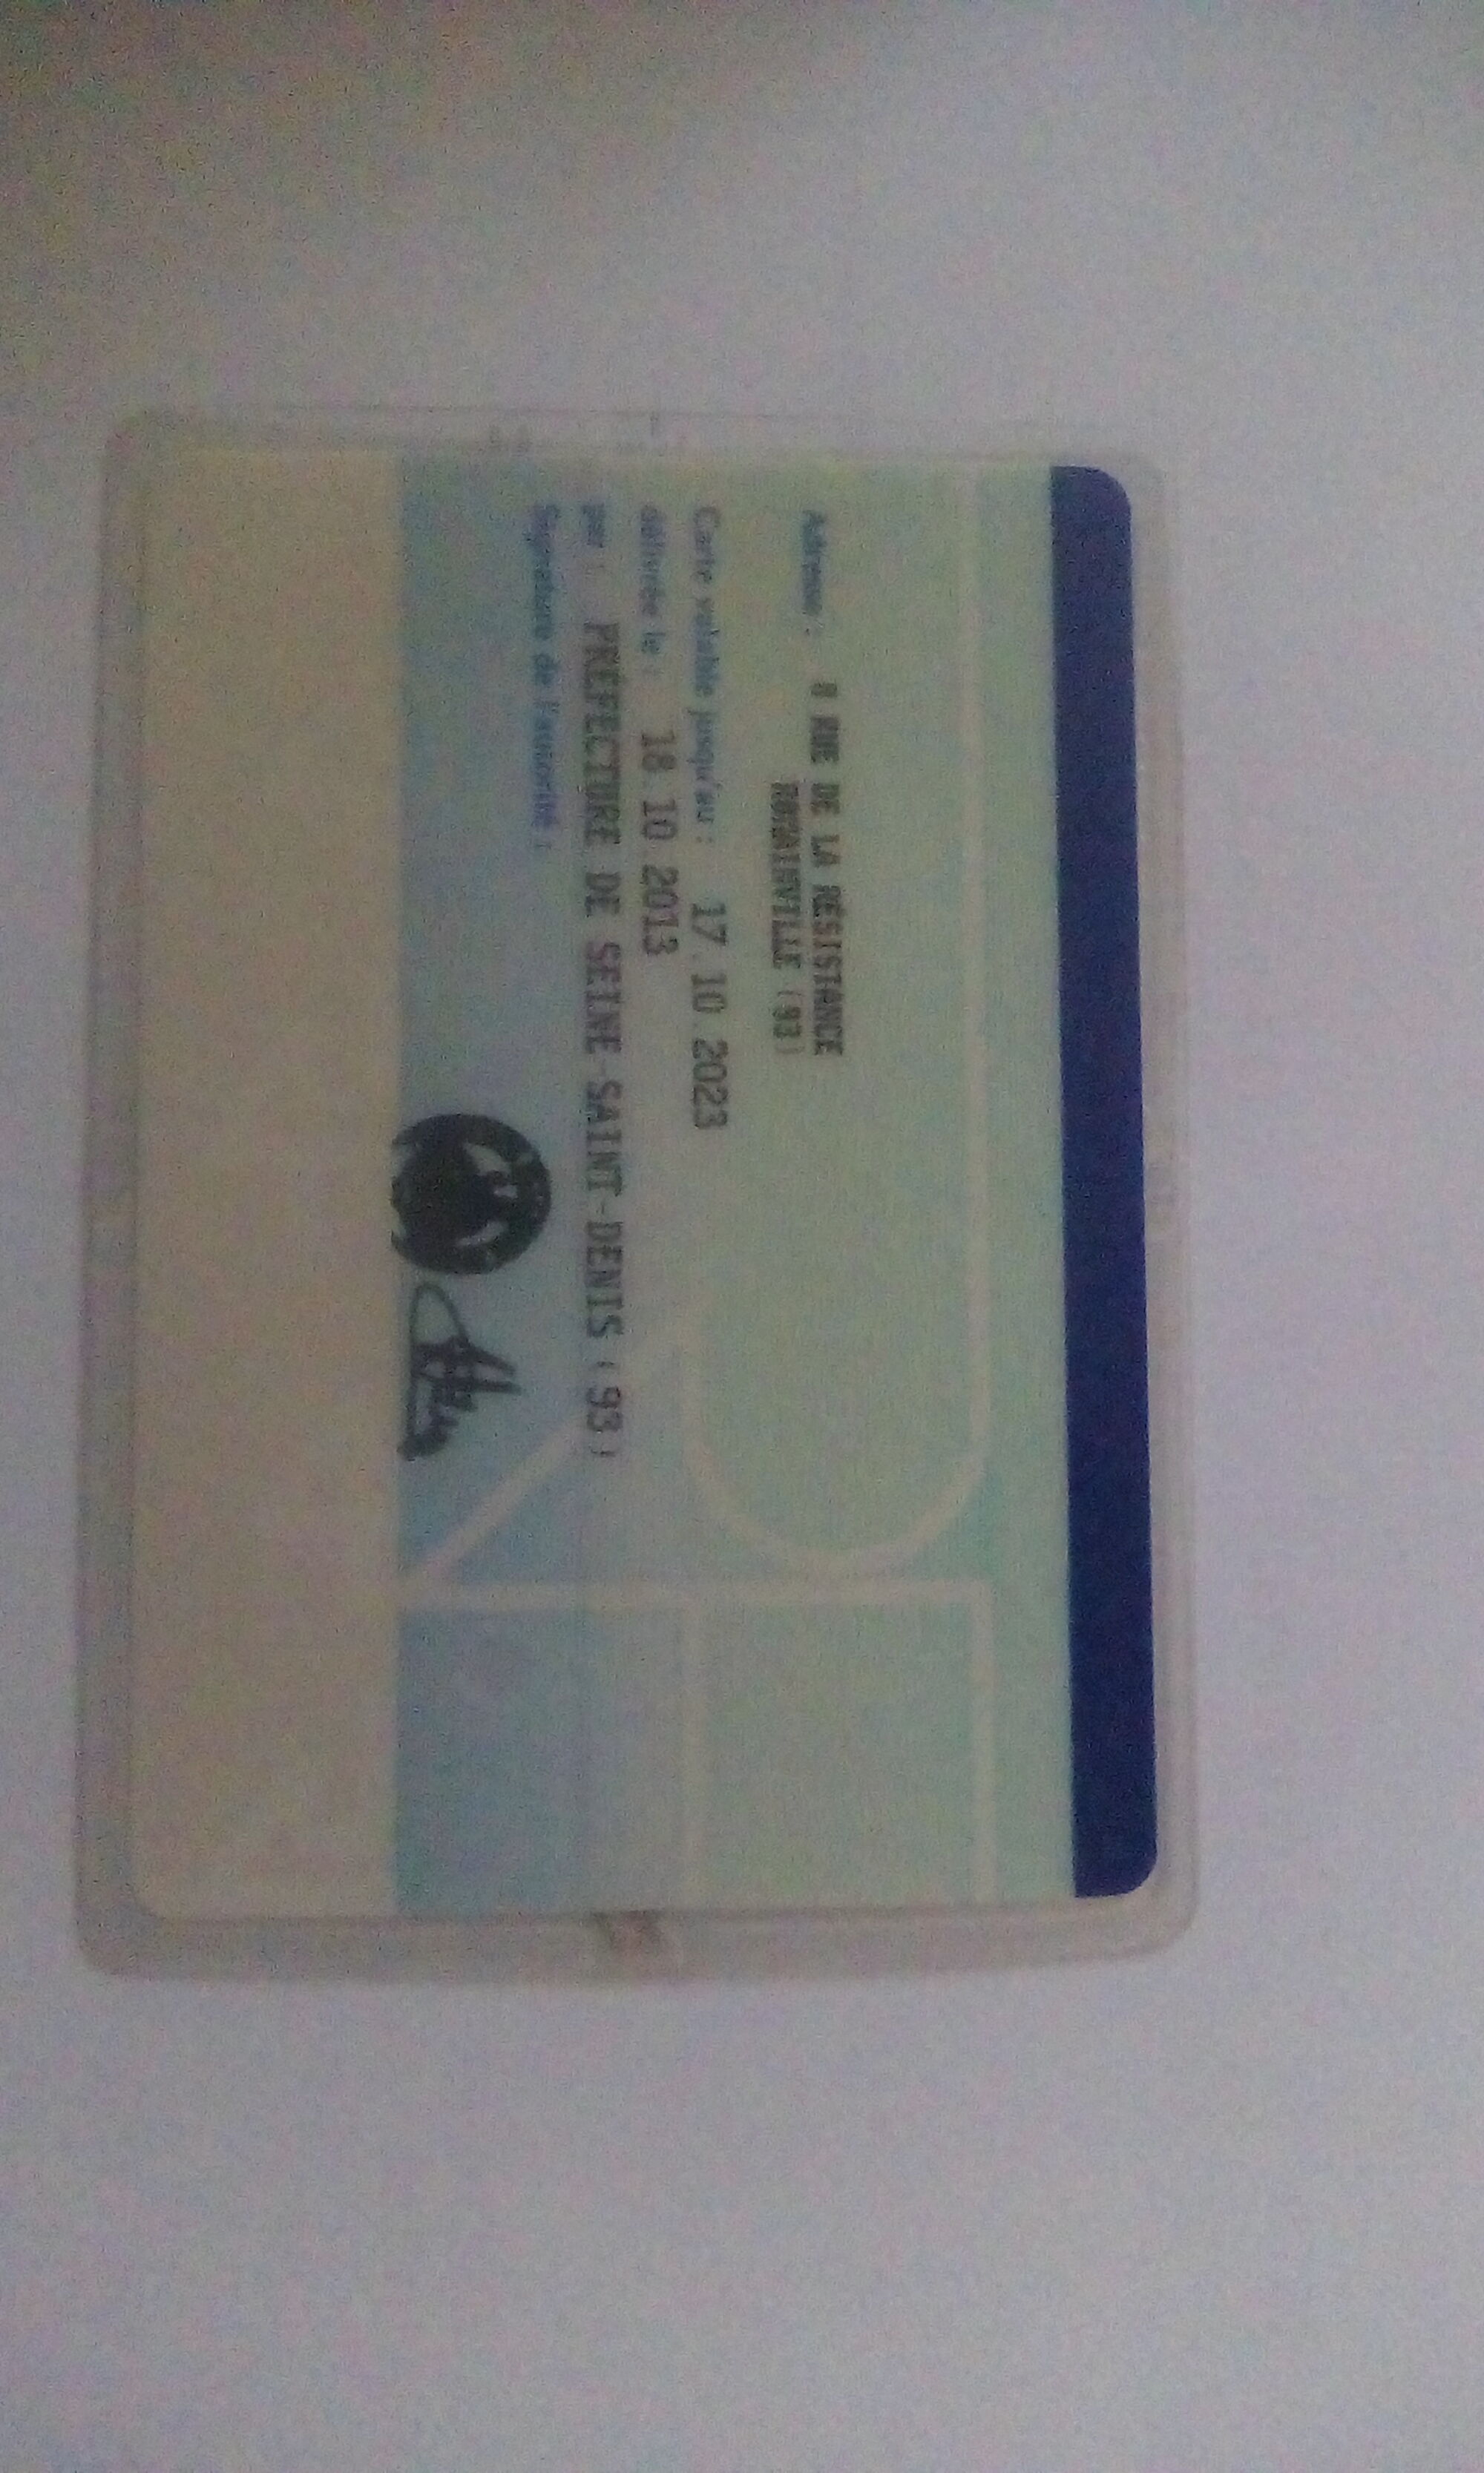 Adresse : 8 RUE DE LA RÉSISTANCE
ROMAINVILLE (93)
Carte valable jusqu'au : 17.10.2023
délivrée le : 18.10.2013
par : PRÉFECTURE DE SEINE-SAINT-DENIS (93)
Signature de l'autorité :